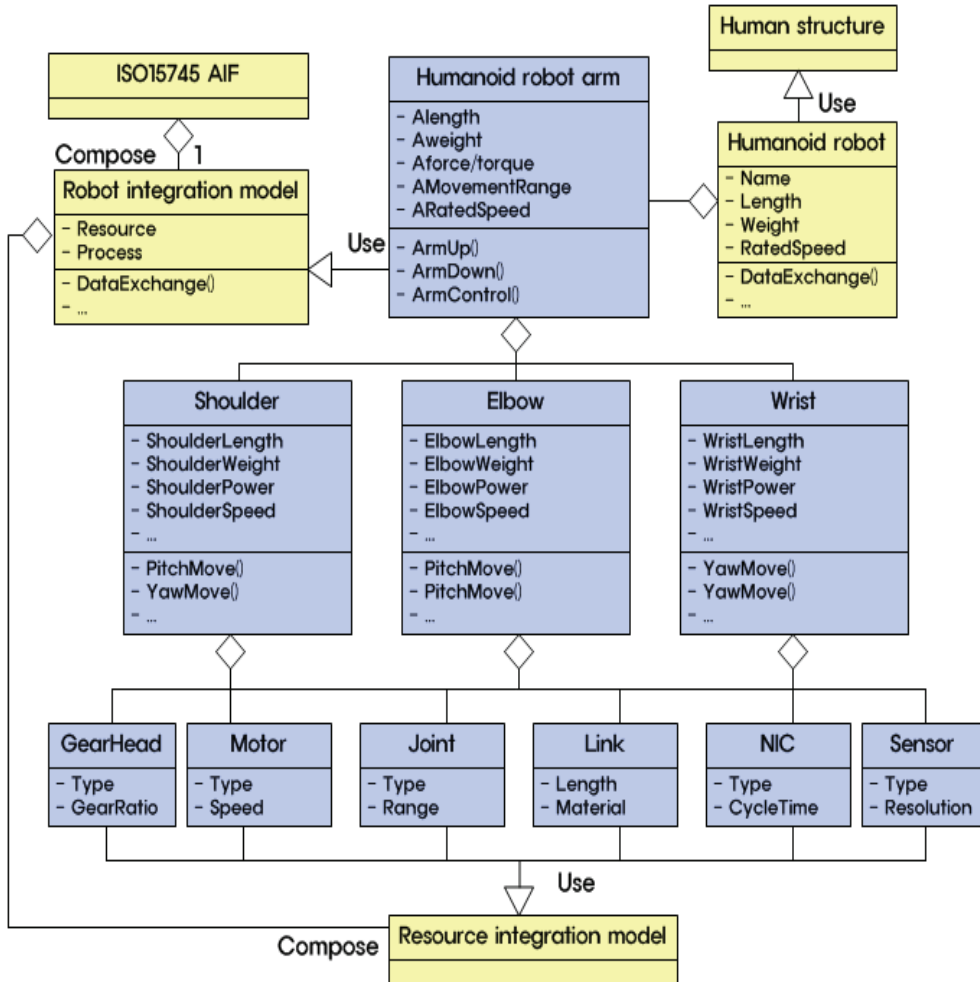 Human structure
ISO15745 AIF
Humanoid robot arm
- Alength
- Aweight
- Aforce/torque
- AMovementRange
- ARatedSpeed
- ArmUp()
- ArmDown()
- ArmControl()
Use
Humanoid robot
- Name
- Length
- Weight
- RatedSpeed
- DataExchange()
- ...
Compose 1
Robot integration model
- Resource
- Process
- DataExchange()
- ...
Use
Shoulder
- ShoulderLength
- ShoulderWeight
- ShoulderPower
- ShoulderSpeed
- ...
- PitchMove()
- YawMove()
- ...
Elbow
- ElbowLength
- ElbowWeight
- ElbowPower
- ElbowSpeed
- ...
- PitchMove()
- PitchMove()
- ...
Wrist
- WristLength
- WristWeight
- WristPower
- WristSpeed
- ...
- YawMove()
- YawMove()
- ...
GearHead
- Type
- GearRatio
Motor
- Type
- Speed
Joint
- Type
- Range
Link
- Length
- Material
NIC
- Type
- CycleTime
Sensor
- Type
- Resolution
Use
Compose
Resource integration model